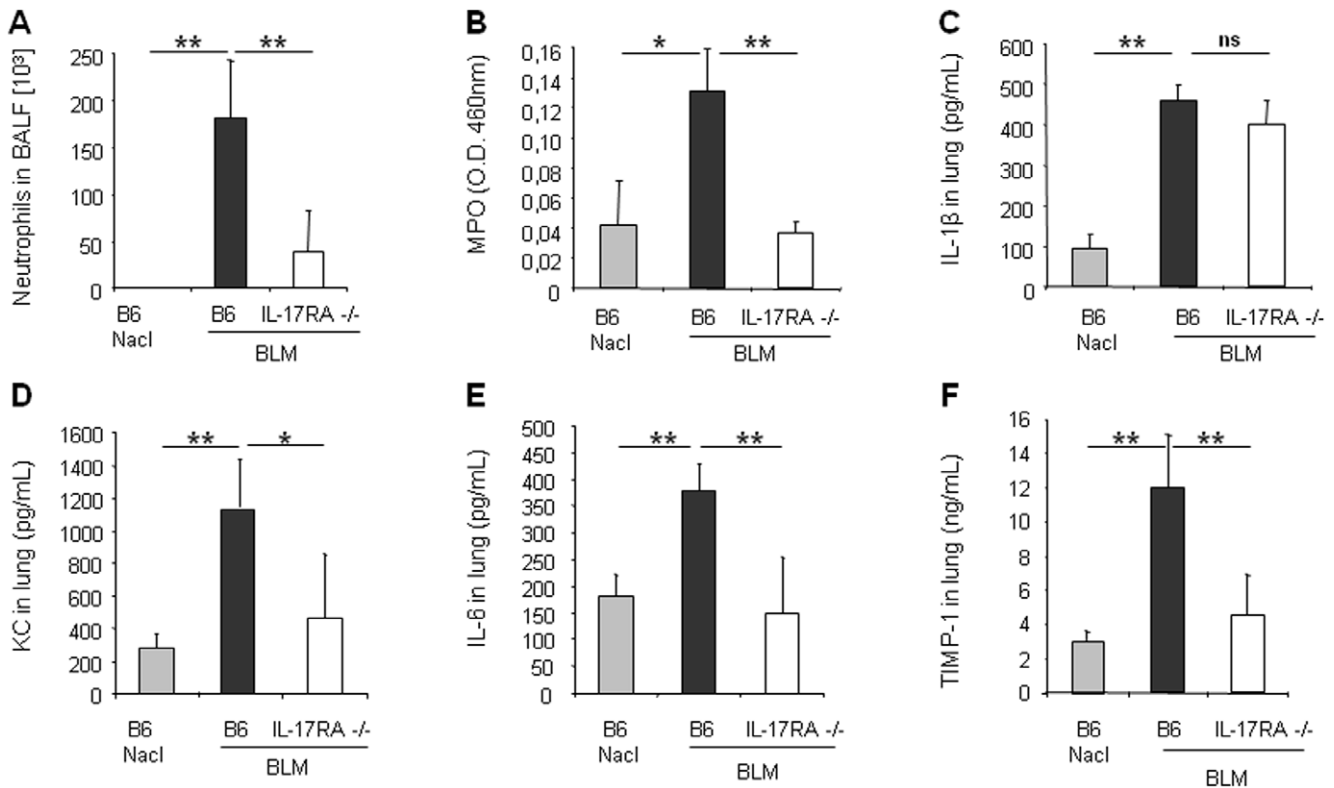 A
** **
Neutrophils in BALF [10³]
250
200
150
100
50
0
B6 B6 IL-17RA -/-
Nacl
BLM
B
* **
MPO (O.D. 460nm)
0,16
0,14
0,12
0,10
0,08
0,06
0,04
0,02
0
B6 B6 IL-17RA -/-
Nacl
BLM
C
** ns
IL-1β in lung (pg/mL)
600
500
400
300
200
100
0
B6 B6 IL-17RA -/-
Nacl
BLM
D
** *
KC in lung (pg/mL)
1600
1400
1200
1000
800
600
400
200
0
B6 B6 IL-17RA -/-
Nacl
BLM
E
** **
IL-6 in lung (pg/mL)
500
450
400
350
300
250
200
150
100
50
0
B6 B6 IL-17RA -/-
Nacl
BLM
F
** **
TIMP-1 in lung (ng/mL)
16
14
12
10
8
6
4
2
0
B6 B6 IL-17RA -/-
Nacl
BLM